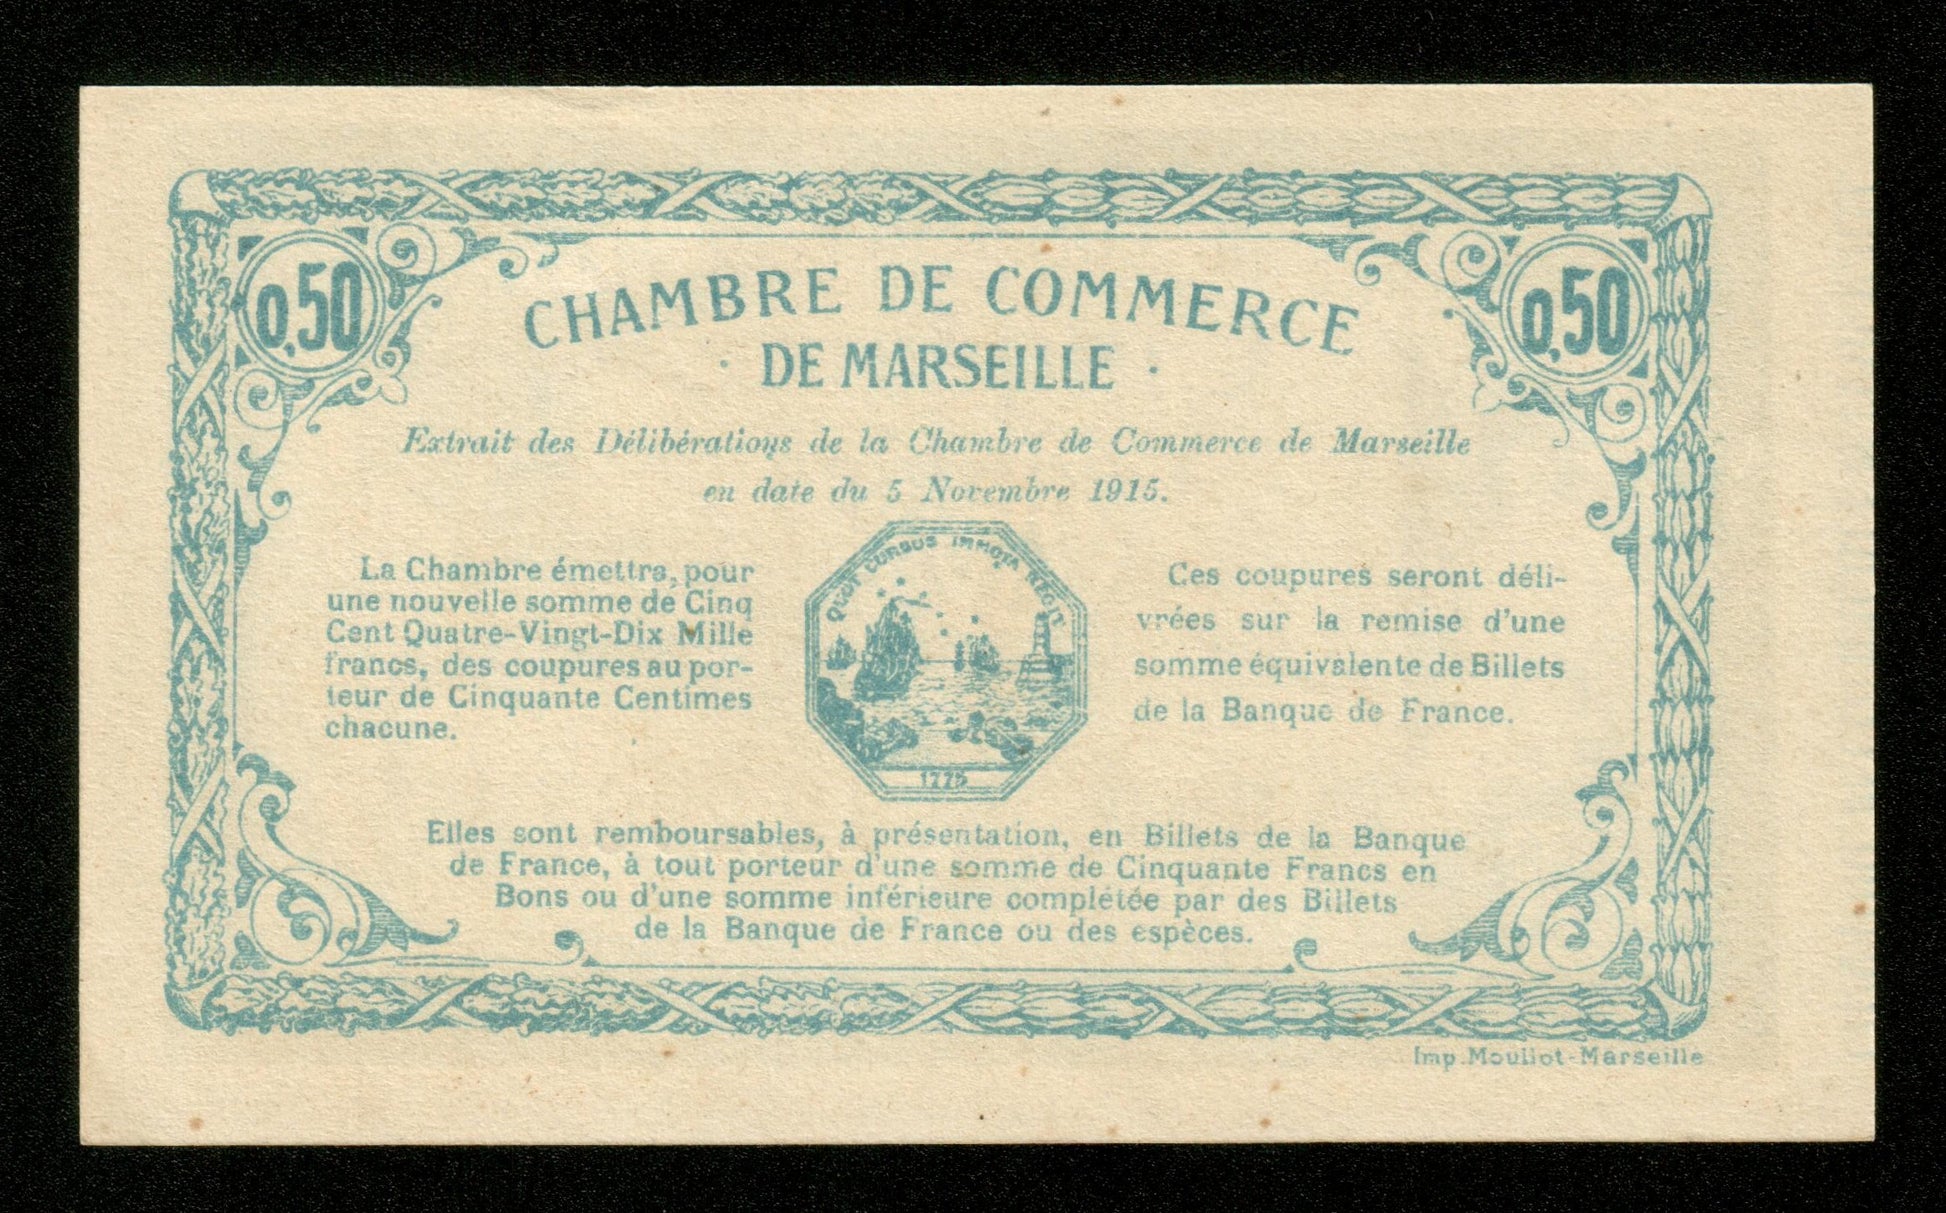 0,50
0,50
CHAMBRE DE COMMERCE
· DE MARSEILLE ·
Extrait des Délibérations de la Chambre de Commerce de Marseille
en date du 5 Novembre 1915.
La Chambre émettra, pour
une nouvelle somme de Cinq
Cent Quatre-Vingt-Dix Mille
francs, des coupures au por-
teur de Cinquante Centimes
chacune.
QUOT CURSUS IMMOTA REGIT
1775
Ces coupures seront déli-
vrées sur la remise d'une
somme équivalente de Billets
de la Banque de France.
Elles sont remboursables, à présentation, en Billets de la Banque
de France, à tout porteur d'une somme de Cinquante Francs en
Bons ou d'une somme inférieure complétée par des Billets
de la Banque de France ou des espèces.
Imp. Moullot-Marseille